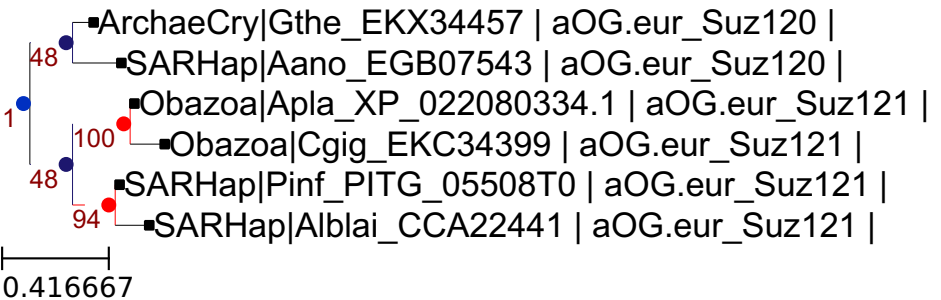 ArchaeCry|Gthe_EKX34457 | aOG.eur_Suz120 |
48
SARHap|Aano_EGB07543 | aOG.eur_Suz120 |
Obazoa|Apla_XP_022080334.1 | aOG.eur_Suz121 |
1
100
Obazoa|Cgig_EKC34399 | aOG.eur_Suz121 |
48
SARHap|Pinf_PITG_05508T0 | aOG.eur_Suz121 |
94
SARHap|Alblai_CCA22441 | aOG.eur_Suz121 |
0.416667